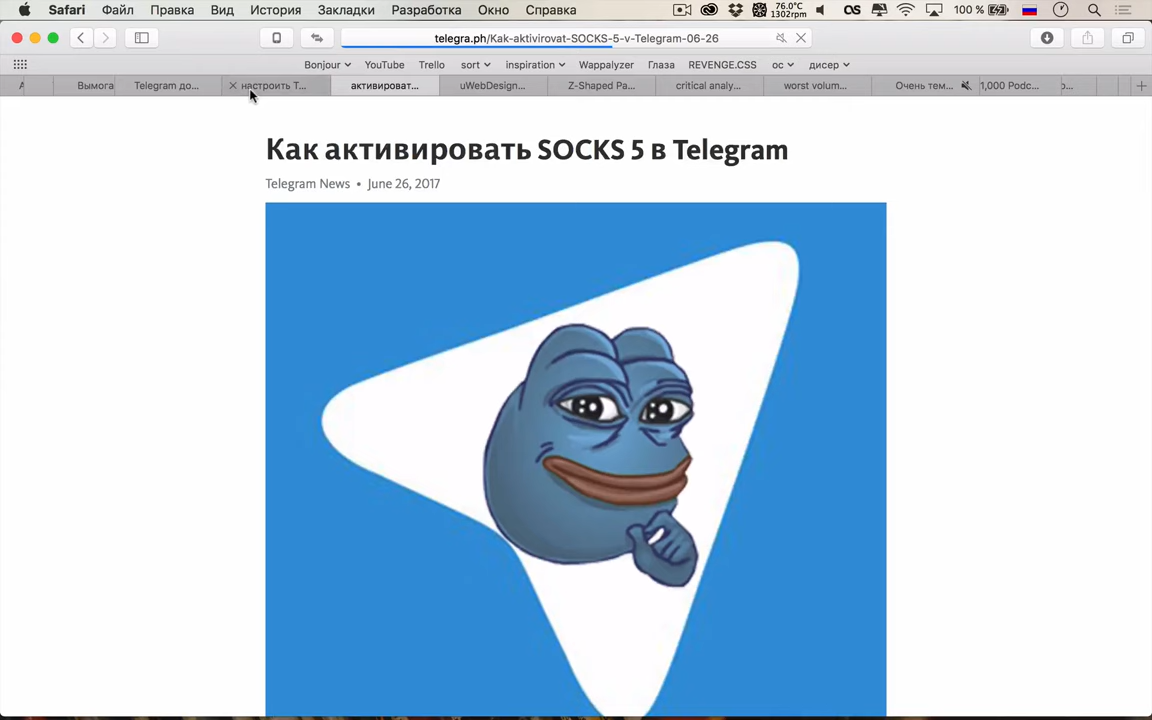 Safari Файл Правка Вид История Закладки Разработка Окно Справка 76.0°C 1302rpm 100 %
telegra.ph/Kak-aktivirovat-SOCKS-5-v-Telegram-06-26
Bonjour YouTube Trello sort inspiration Wappalyzer Глаза REVENGE.CSS ос дисер
Вымога Telegram до... настроить Т... активироват... uWebDesign... Z-Shaped Pa... critical analy... worst volum... Очень тем... 1,000 Podc...
Как активировать SOCKS 5 в Telegram
Telegram News • June 26, 2017